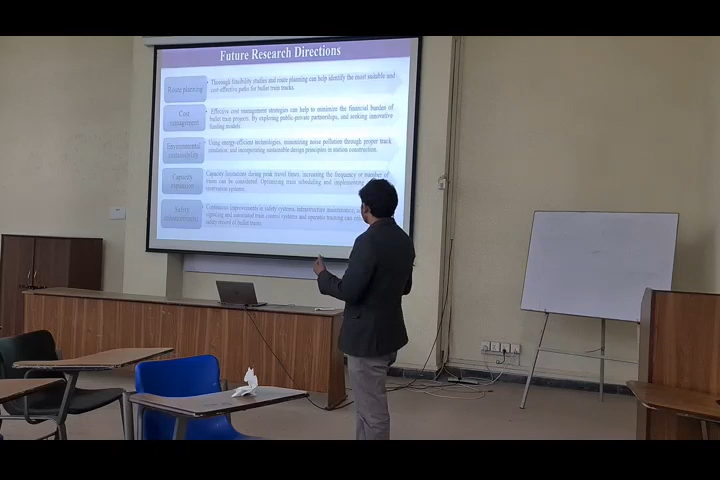 Future Research Directions
Route planning
• Thorough feasibility studies and route planning can help identify the most suitable and
cost-effective paths for bullet train tracks.
Cost
management
• Effective cost management strategies can help to minimize the financial burden of
bullet train projects. By exploring public-private partnerships, and seeking innovative
funding models.
Environmental
sustainability
Using energy-efficient technologies, minimizing noise pollution through proper track
insulation, and incorporating sustainable design principles in station construction.
Capacity
expansion
Capacity limitations during peak travel times, increasing the frequency or number of
trains can be considered. Optimizing train scheduling and implementing
reservation systems.
Safety
enhancements
Continuous improvements in safety systems, infrastructure maintenance,
signaling and automated train control systems and operator training can
safety record of bullet trains.